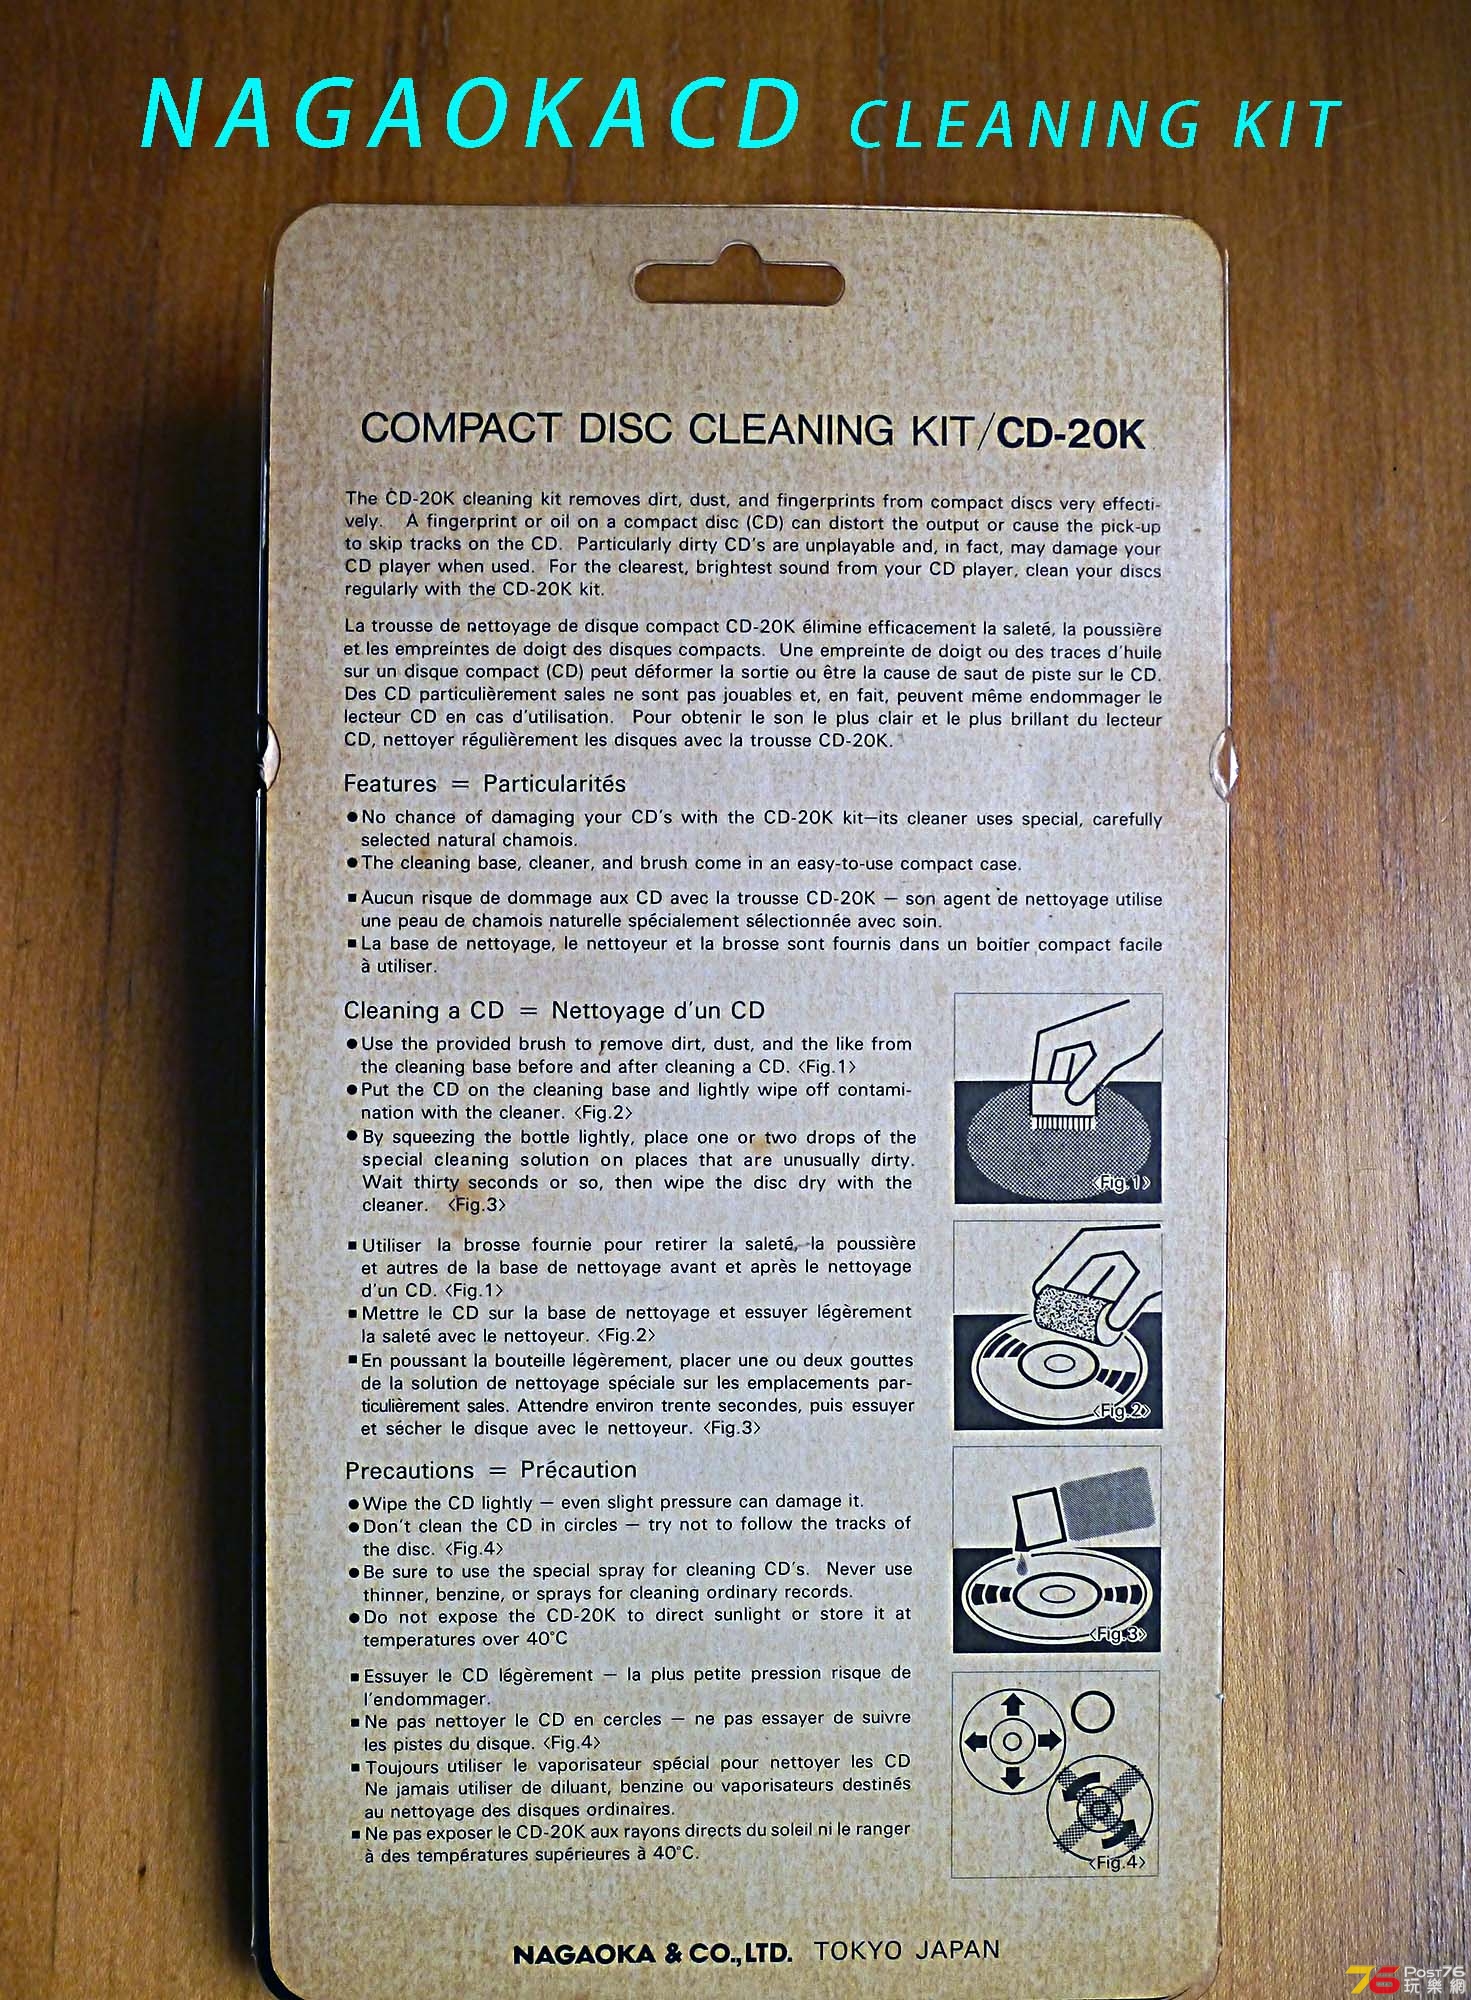 NAGAOKACD CLEANING KIT
COMPACT DISC CLEANING KIT/CD-20K
The CD-20K cleaning kit removes dirt, dust, and fingerprints from compact discs very effecti-
vely. A fingerprint or oil on a compact disc (CD) can distort the output or cause the pick-up
to skip tracks on the CD. Particularly dirty CD's are unplayable and, in fact, may damage your
CD player when used. For the clearest, brightest sound from your CD player, clean your discs
regularly with the CD-20K kit.
La trousse de nettoyage de disque compact CD-20K élimine efficacement la saleté, la poussière
et les empreintes de doigt des disques compacts. Une empreinte de doigt ou des traces d'huile
sur un disque compact (CD) peut déformer la sortie ou être la cause de saut de piste sur le CD.
Des CD particulièrement sales ne sont pas jouables et, en fait, peuvent même endommager le
lecteur CD en cas d'utilisation. Pour obtenir le son le plus clair et le plus brillant du lecteur
CD, nettoyer régulièrement les disques avec la trousse CD-20K.
Features = Particularités
●No chance of damaging your CD's with the CD-20K kit—its cleaner uses special, carefully
selected natural chamois.
●The cleaning base, cleaner, and brush come in an easy-to-use compact case.
■Aucun risque de dommage aux CD avec la trousse CD-20K — son agent de nettoyage utilise
une peau de chamois naturelle spécialement sélectionnée avec soin.
■La base de nettoyage, le nettoyeur et la brosse sont fournis dans un boitier compact facile
à utiliser.
Cleaning a CD = Nettoyage d'un CD
●Use the provided brush to remove dirt, dust, and the like from
the cleaning base before and after cleaning a CD. <Fig.1>
●Put the CD on the cleaning base and lightly wipe off contami-
nation with the cleaner. <Fig.2>
●By squeezing the bottle lightly, place one or two drops of the
special cleaning solution on places that are unusually dirty.
Wait thirty seconds or so, then wipe the disc dry with the
cleaner. <Fig.3>
■Utiliser la brosse fournie pour retirer la saleté, la poussière
et autres de la base de nettoyage avant et après le nettoyage
d'un CD. <Fig.1>
■Mettre le CD sur la base de nettoyage et essuyer légèrement
la saleté avec le nettoyeur. <Fig.2>
■En poussant la bouteille légèrement, placer une ou deux gouttes
de la solution de nettoyage spéciale sur les emplacements par-
ticulièrement sales. Attendre environ trente secondes, puis essuyer
et sécher le disque avec le nettoyeur. <Fig.3>
<Fig.1>
<Fig.2>
Precautions = Précaution
●Wipe the CD lightly — even slight pressure can damage it.
●Don't clean the CD in circles — try not to follow the tracks of
the disc. <Fig.4>
●Be sure to use the special spray for cleaning CD's. Never use
thinner, benzine, or sprays for cleaning ordinary records.
●Do not expose the CD-20K to direct sunlight or store it at
temperatures over 40°C
■Essuyer le CD légèrement — la plus petite pression risque de
l'endommager.
■Ne pas nettoyer le CD en cercles — ne pas essayer de suivre
les pistes du disque. <Fig.4>
■Toujours utiliser le vaporisateur spécial pour nettoyer les CD
Ne jamais utiliser de diluant, benzine ou vaporisateurs destinés
au nettoyage des disques ordinaires.
■Ne pas exposer le CD-20K aux rayons directs du soleil ni le ranger
à des températures supérieures à 40°C.
<Fig.3>
<Fig.4>
NAGAOKA & CO., LTD. TOKYO JAPAN
76 POST76
玩樂網